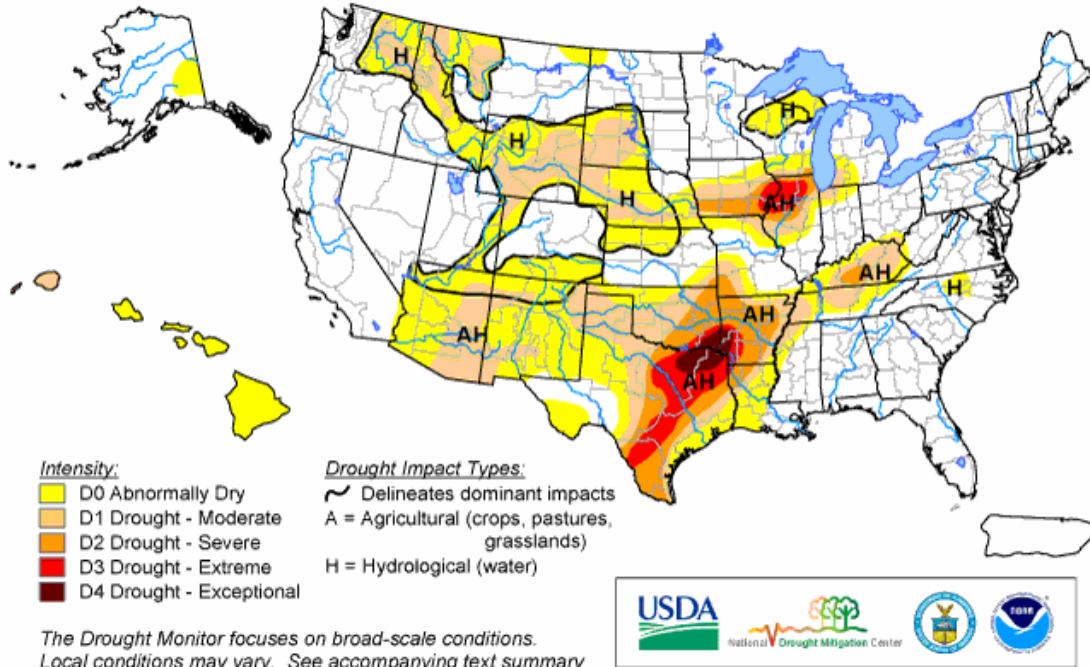 H
H
H
H
AH
AH
H
AH
AH
AH
Intensity:
D0 Abnormally Dry
D1 Drought - Moderate
D2 Drought - Severe
D3 Drought - Extreme
D4 Drought - Exceptional
Drought Impact Types:
Delineates dominant impacts
A = Agricultural (crops, pastures,
grasslands)
H = Hydrological (water)
The Drought Monitor focuses on broad-scale conditions.
Local conditions may vary. See accompanying text summary
USDA
National Drought Mitigation Center
NOAA